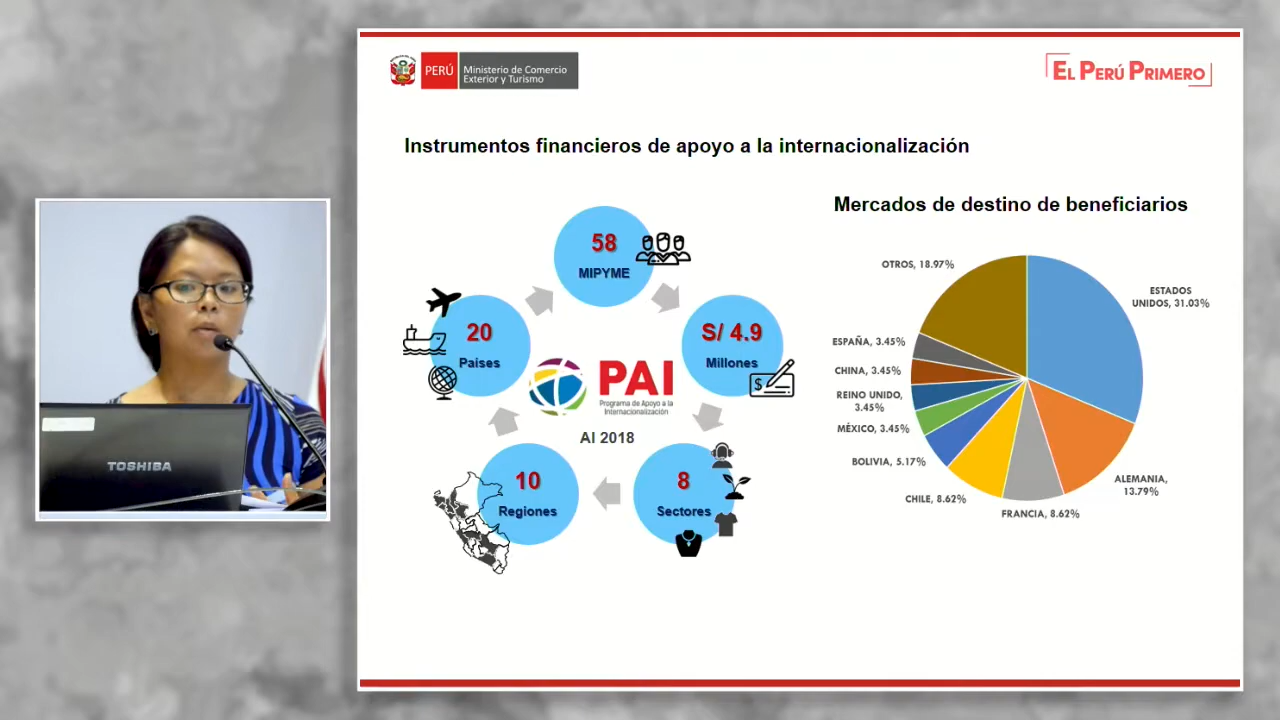 PERÚ
Ministerio de Comercio
Exterior y Turismo
EL PERÚ PRIMERO
Instrumentos financieros de apoyo a la internacionalización
Mercados de destino de beneficiarios
58
MIPYME
20
Países
S/ 4.9
Millones
$
PAI
Programa de Apoyo a la
Internacionalización
AI 2018
10
Regiones
8
Sectores
OTROS, 18.97%
ESTADOS
UNIDOS, 31.03%
ESPAÑA, 3.45%
CHINA, 3.45%
REINO UNIDO,
3.45%
MÉXICO, 3.45%
BOLIVIA, 5.17%
CHILE, 8.62%
FRANCIA, 8.62%
ALEMANIA,
13.79%
TOSHIBA